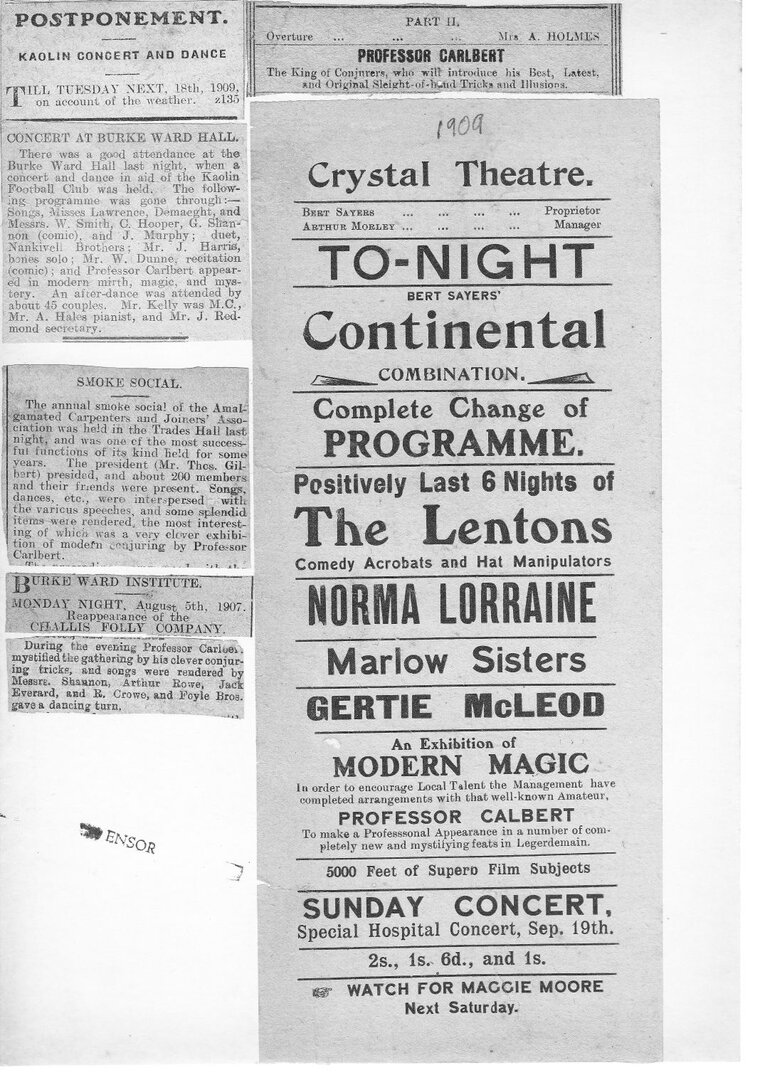 POSTPONEMENT.
KAOLIN CONCERT AND DANCE
TILL TUESDAY NEXT, 18th, 1909,
on account of the weather. z135
CONCERT AT BURKE WARD HALL.
There was a good attendance at the
Burke Ward Hall last night, when a
concert and dance in aid of the Kaolin
Football Club was held. The follow-
ing programme was gone through:—
Songs, Misses Lawrence, Demaeght, and
Messrs. W. Smith, C. Hooper, G. Shan-
non (comic), and J. Murphy; duet,
Nankivell Brothers; Mr. J. Harris,
bones solo; Mr. W. Dunne, recitation
(comic); and Professor Carlbert appear-
ed in modern mirth, magic, and mys-
tery. An after-dance was attended by
about 45 couples. Mr. Kelly was M.C.,
Mr. A. Hales pianist, and Mr. J. Red-
mond secretary.
SMOKE SOCIAL.
The annual smoke social of the Amal-
gamated Carpenters and Joiners' Asso-
ciation was held in the Trades Hall last
night, and was one of the most success-
ful functions of its kind held for some
years. The president (Mr. Thos. Gil-
bert) presided, and about 200 members
and their friends were present. Songs,
dances, etc., were interspersed with
the various speeches, and some splendid
items were rendered, the most interest-
ing of which was a very clever exhibi-
tion of modern conjuring by Professor
Carlbert.
BURKE WARD INSTITUTE.
MONDAY NIGHT, August 5th, 1907.
Reappearance of the
CHALLIS FOLLY COMPANY.
During the evening Professor Carlbert
mystified the gathering by his clever conjur-
ing tricks, and songs were rendered by
Messrs. Shannon, Arthur Rowe, Jack
Everard, and R. Crowe, and Foyle Bros.
gave a dancing turn.
ENSOR
PART II.
Overture ... ... ... Mrs A. HOLMES
PROFESSOR CARLBERT
The King of Conjurers, who will introduce his Best, Latest,
and Original Sleight-of-hand Tricks and Illusions.
1909
Crystal Theatre.
BERT SAYERS ... ... ... ... Proprietor
ARTHUR MORLEY ... ... ... ... Manager
TO-NIGHT
BERT SAYERS'
Continental
COMBINATION.
Complete Change of
PROGRAMME.
Positively Last 6 Nights of
The Lentons
Comedy Acrobats and Hat Manipulators
NORMA LORRAINE
Marlow Sisters
GERTIE McLEOD
An Exhibition of
MODERN MAGIC
In order to encourage Local Talent the Management have
completed arrangements with that well-known Amateur,
PROFESSOR CALBERT
To make a Professsonal Appearance in a number of com-
pletely new and mystifying feats in Legerdemain.
5000 Feet of Superb Film Subjects
SUNDAY CONCERT,
Special Hospital Concert, Sep. 19th.
2s., 1s. 6d., and 1s.
☞ WATCH FOR MAGGIE MOORE
Next Saturday.